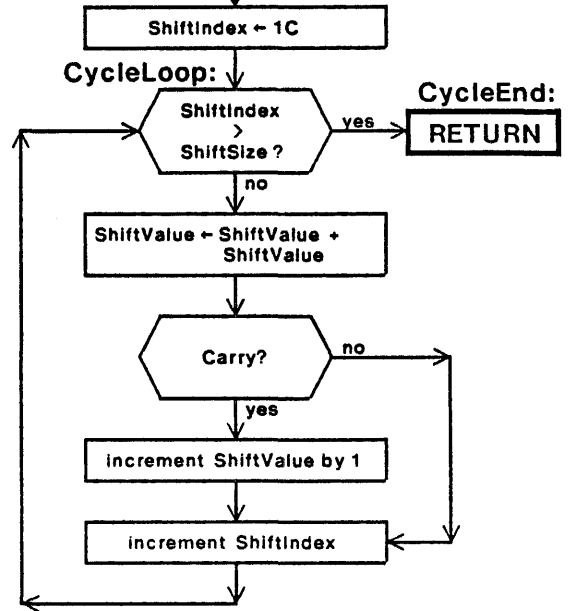 ShiftIndex ← 1C
CycleLoop:
CycleEnd:
ShiftIndex
>
ShiftSize ?
yes
RETURN
no
ShiftValue ← ShiftValue +
ShiftValue
Carry?
no
yes
increment ShiftValue by 1
increment ShiftIndex